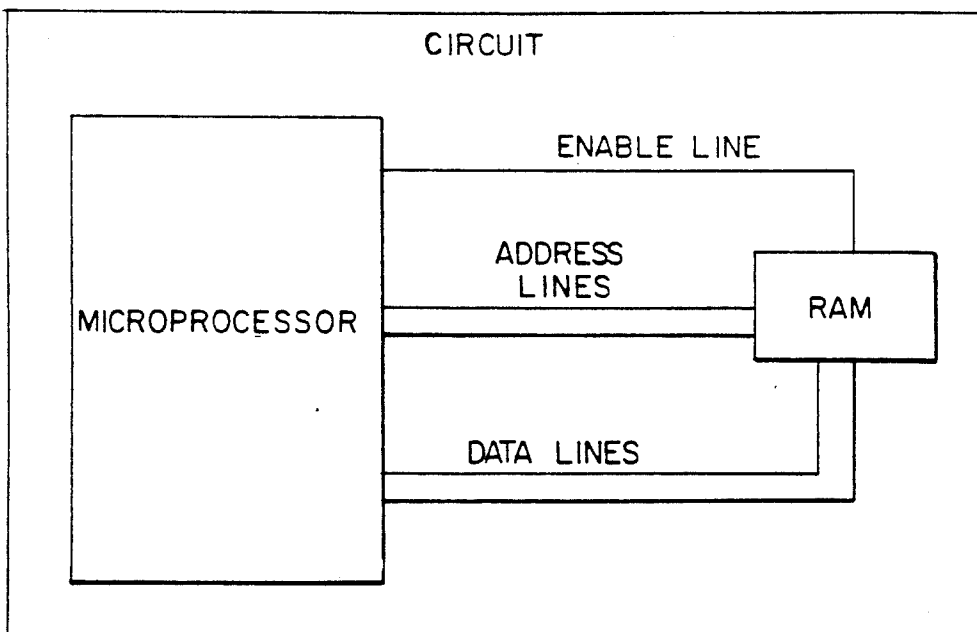 CIRCUIT
ENABLE LINE
ADDRESS
LINES
MICROPROCESSOR
RAM
DATA LINES